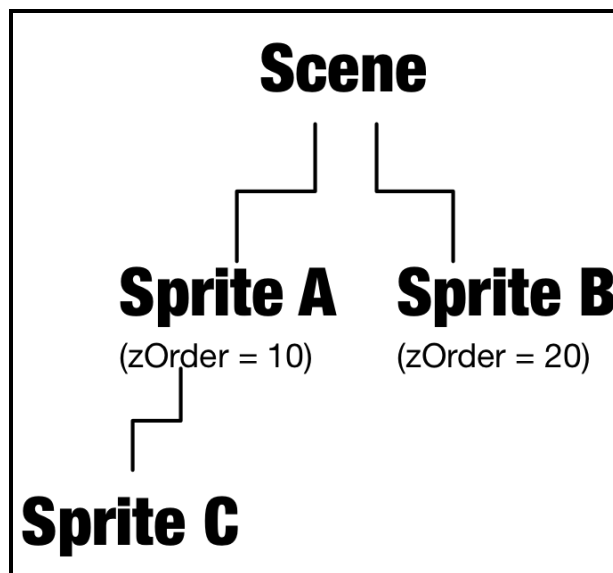 Scene
Sprite A Sprite B
(zOrder = 10) (zOrder = 20)
Sprite C